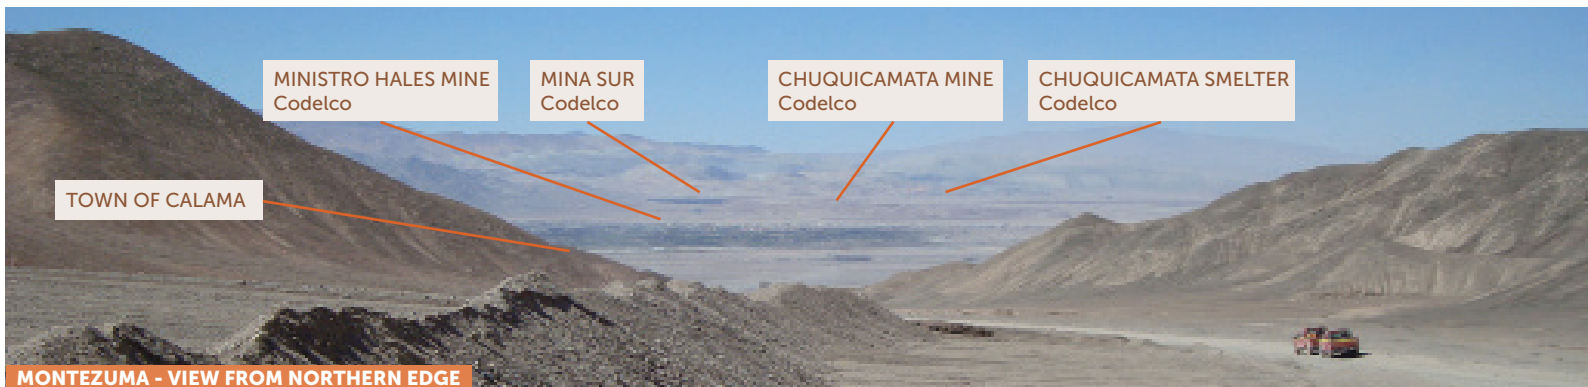 MINISTRO HALES MINE
Codelco
MINA SUR
Codelco
CHUQUICAMATA MINE
Codelco
CHUQUICAMATA SMELTER
Codelco
TOWN OF CALAMA
MONTEZUMA - VIEW FROM NORTHERN EDGE